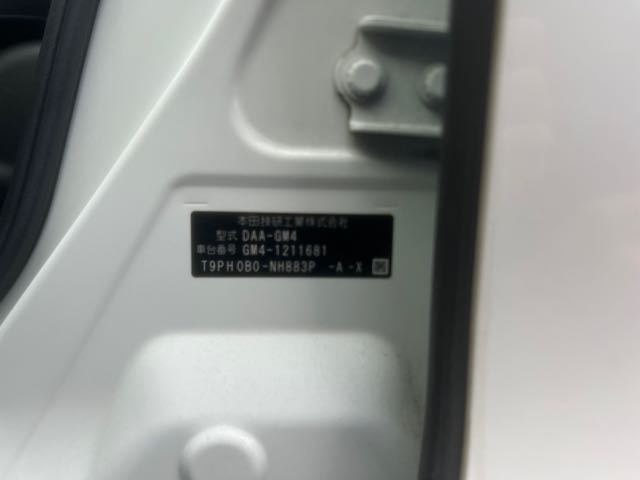 本田技研工業株式会社
型式 DAA-GM4
車台番号 GM4-1211681
T9PH0B0-NH883P -A -X